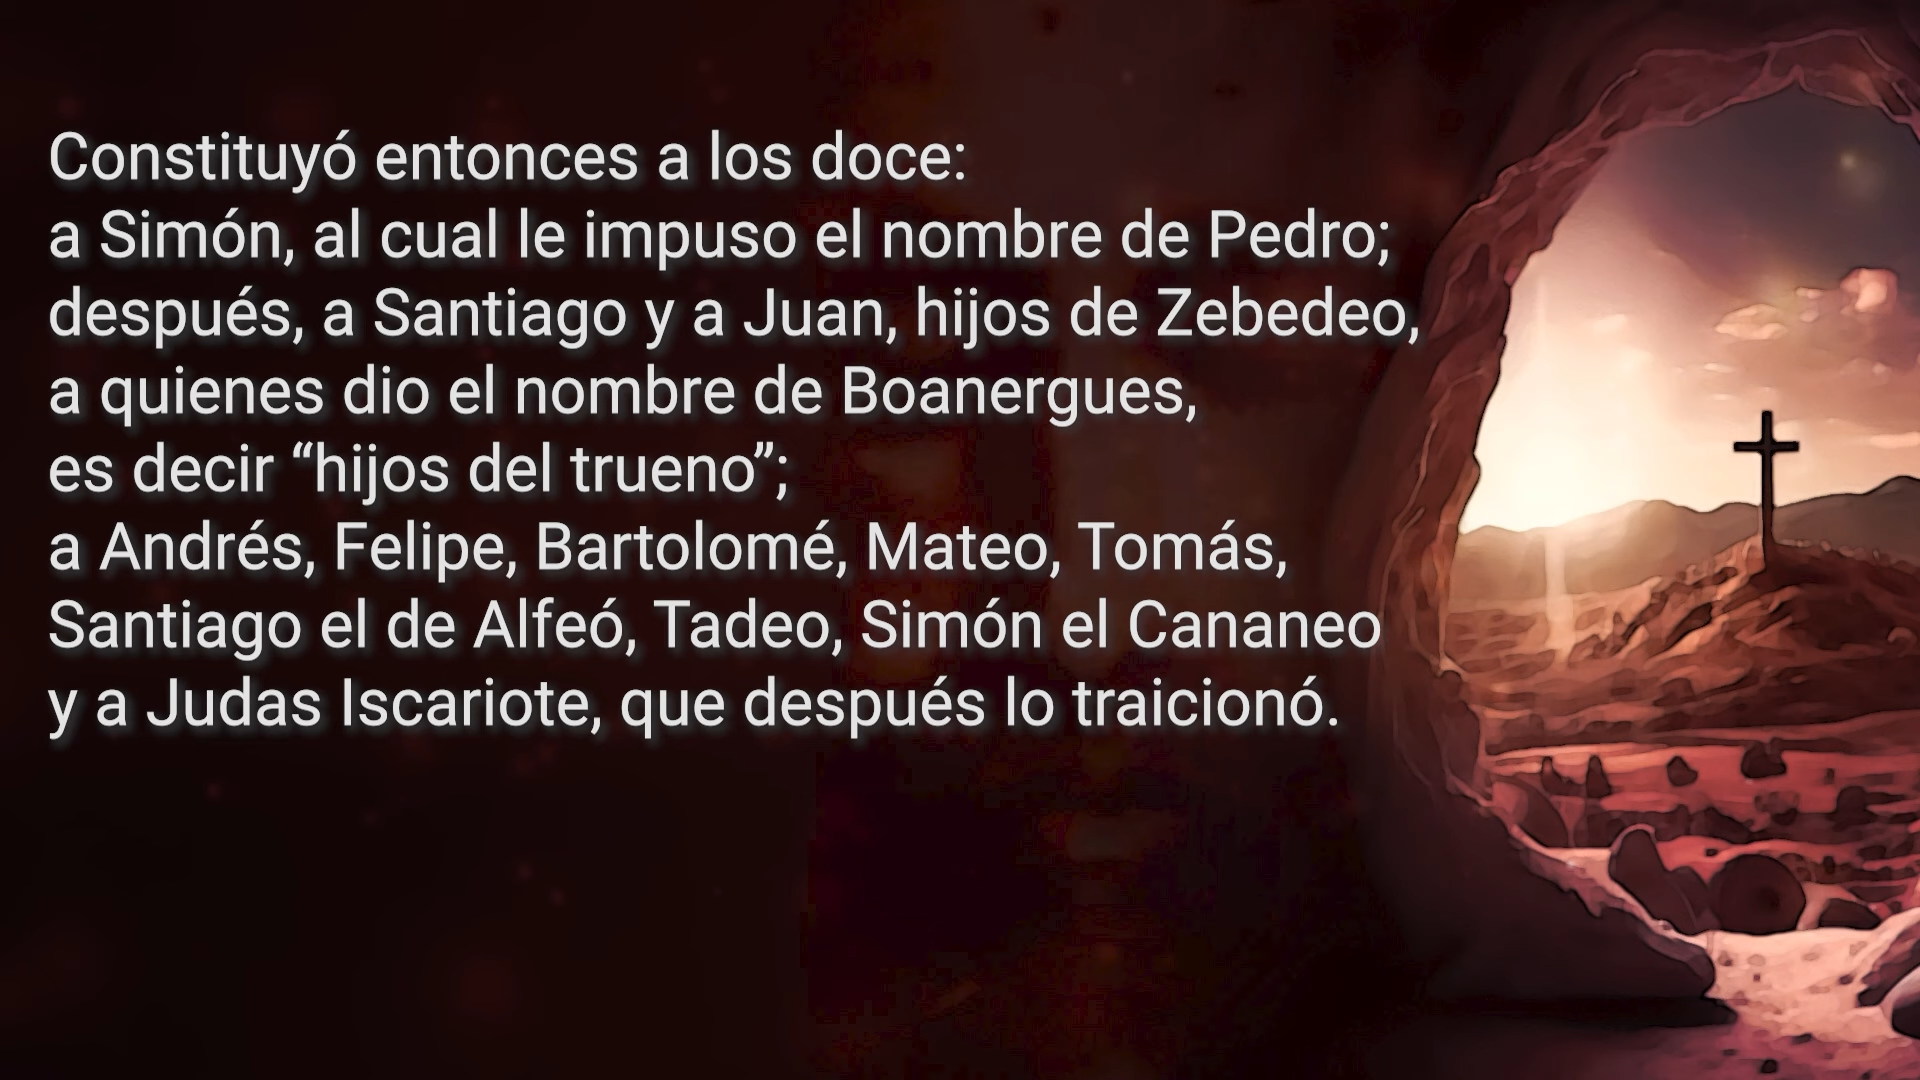 Constituyó entonces a los doce:
a Simón, al cual le impuso el nombre de Pedro;
después, a Santiago y a Juan, hijos de Zebedeo,
a quienes dio el nombre de Boanergues,
es decir “hijos del trueno”;
a Andrés, Felipe, Bartolomé, Mateo, Tomás,
Santiago el de Alfeó, Tadeo, Simón el Cananeo
y a Judas Iscariote, que después lo traicionó.